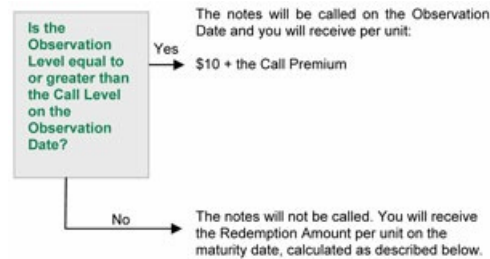 Is the
Observation
Level equal to
or greater than
the Call Level
on the
Observation
Date?
Yes
The notes will be called on the Observation
Date and you will receive per unit:
$10 + the Call Premium
No
The notes will not be called. You will receive
the Redemption Amount per unit on the
maturity date, calculated as described below.